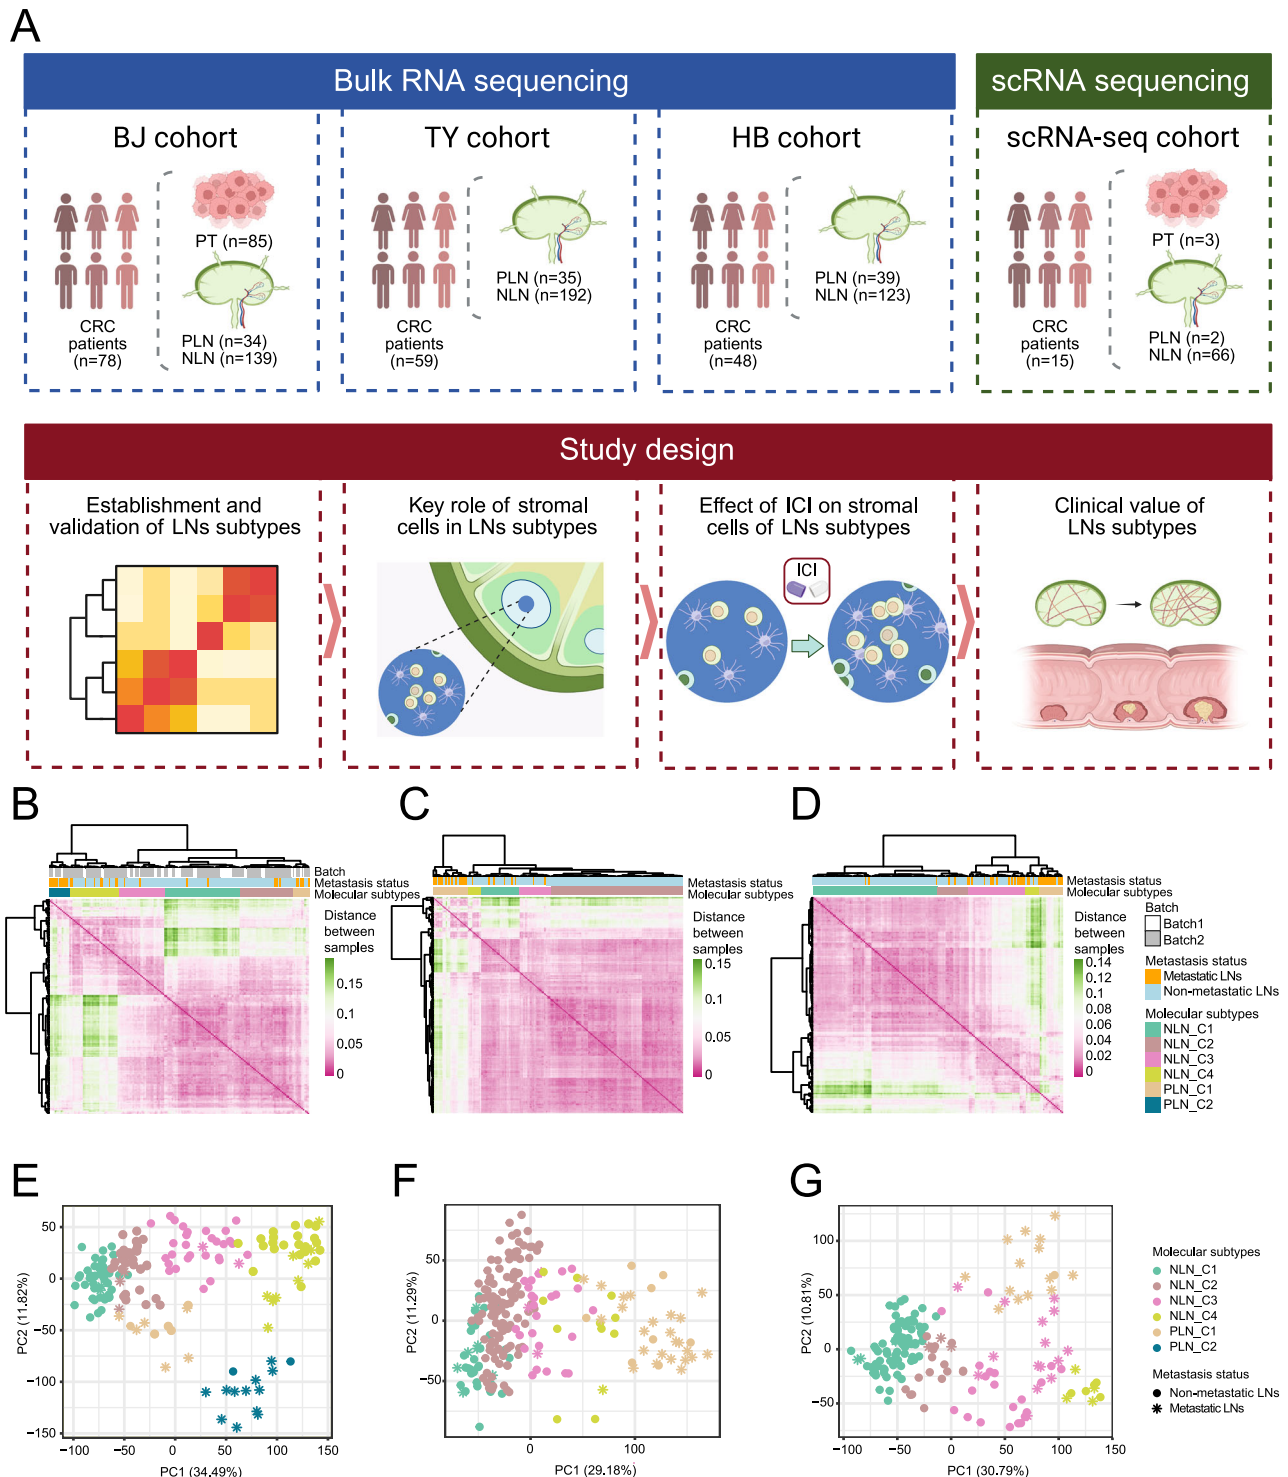 A
Bulk RNA sequencing
scRNA sequencing
BJ cohort
PT (n=85)
PLN (n=34)
NLN (n=139)
CRC
patients
(n=78)
TY cohort
PLN (n=35)
NLN (n=192)
CRC
patients
(n=59)
HB cohort
PLN (n=39)
NLN (n=123)
CRC
patients
(n=48)
scRNA-seq cohort
PT (n=3)
PLN (n=2)
NLN (n=66)
CRC
patients
(n=15)
Study design
Establishment and
validation of LNs subtypes
Key role of stromal
cells in LNs subtypes
Effect of ICI on stromal
cells of LNs subtypes
ICI
Clinical value of
LNs subtypes
B
Batch
Metastasis status
Molecular subtypes
Distance
between
samples
0.15
0.1
0.05
0
C
Metastasis status
Molecular subtypes
Distance
between
samples
0.15
0.1
0.05
0
D
Metastasis status
Molecular subtypes
Distance
between
samples
0.14
0.12
0.1
0.08
0.06
0.04
0.02
0
Batch
Batch1
Batch2
Metastasis status
Metastatic LNs
Non-metastatic LNs
Molecular subtypes
NLN_C1
NLN_C2
NLN_C3
NLN_C4
PLN_C1
PLN_C2
E
PC2 (11.82%)
50
0
−50
−100
−150
−100
−50
0
50
100
150
PC1 (34.49%)
F
PC2 (11.29%)
50
0
−50
0
100
PC1 (29.18%)
G
PC2 (10.81%)
100
50
0
−50
−100
−50
0
50
100
150
PC1 (30.79%)
Molecular subtypes
NLN_C1
NLN_C2
NLN_C3
NLN_C4
PLN_C1
PLN_C2
Metastasis status
Non-metastatic LNs
Metastatic LNs